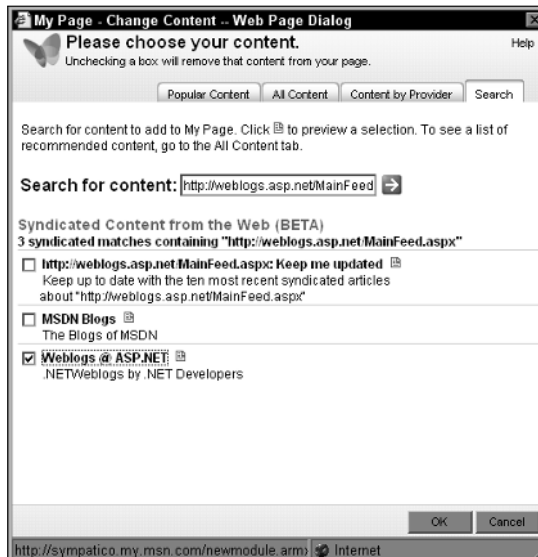 My Page - Change Content -- Web Page Dialog
Please choose your content.
Help
Unchecking a box will remove that content from your page.
Popular Content
All Content
Content by Provider
Search
Search for content to add to My Page. Click to preview a selection. To see a list of
recommended content, go to the All Content tab.
Search for content: http://weblogs.asp.net/MainFeed
Syndicated Content from the Web (BETA)
3 syndicated matches containing "http://weblogs.asp.net/MainFeed.aspx"
http://weblogs.asp.net/MainFeed.aspx: Keep me updated
Keep up to date with the ten most recent syndicated articles
about "http://weblogs.asp.net/MainFeed.aspx"
MSDN Blogs
The Blogs of MSDN
Weblogs @ ASP.NET
.NETWeblogs by .NET Developers
OK
Cancel
http://sympatico.my.msn.com/newmodule.arm
Internet